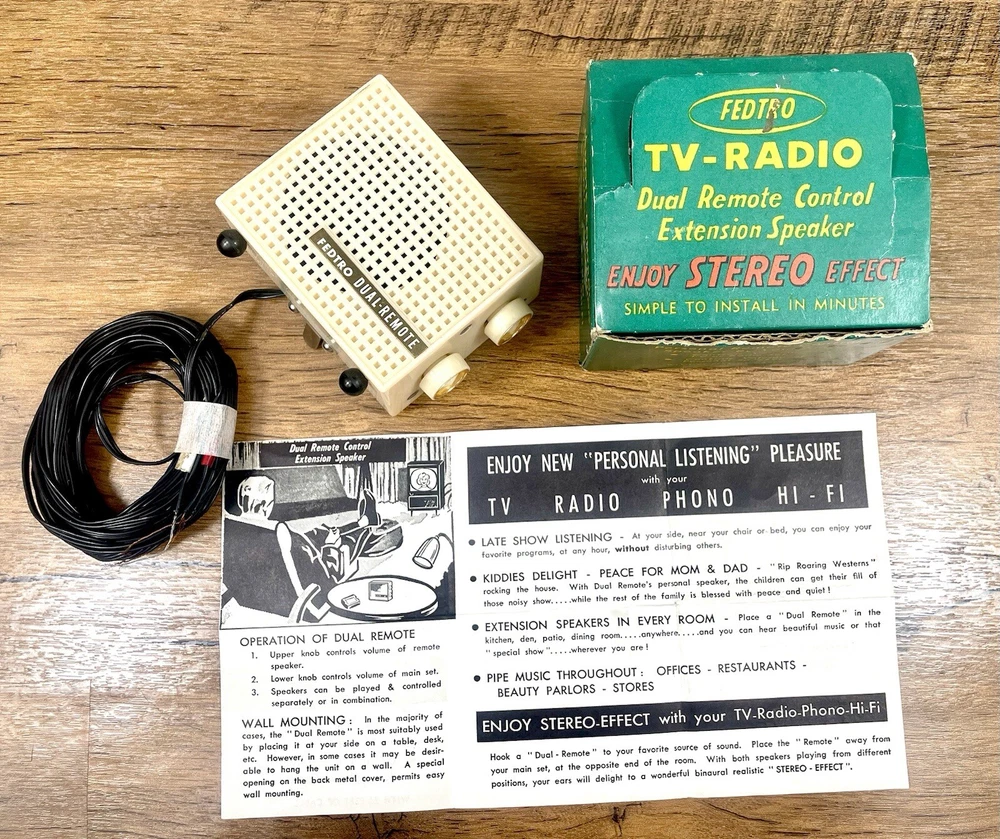 FEDTRO DUAL-REMOTE
FEDTRO
TV-RADIO
Dual Remote Control
Extension Speaker
ENJOY STEREO EFFECT
SIMPLE TO INSTALL IN MINUTES
Dual Remote Control
Extension Speaker
OPERATION OF DUAL REMOTE
1. Upper knob controls volume of remote
speaker.
2. Lower knob controls volume of main set.
3. Speakers can be played & controlled
separately or in combination.
WALL MOUNTING: In the majority of
cases, the "Dual Remote" is most suitably used
by placing it at your side on a table, desk,
etc. However, in some cases it may be desir-
able to hang the unit on a wall. A special
opening on the back metal cover, permits easy
wall mounting.
ENJOY NEW "PERSONAL LISTENING" PLEASURE
with your
TV RADIO PHONO HI-FI
• LATE SHOW LISTENING - At your side, near your chair or bed, you can enjoy your
favorite programs, at any hour, without disturbing others.
• KIDDIES DELIGHT - PEACE FOR MOM & DAD - "Rip Roaring Westerns"
rocking the house. With Dual Remote's personal speaker, the children can get their fill of
those noisy show.....while the rest of the family is blessed with peace and quiet!
• EXTENSION SPEAKERS IN EVERY ROOM - Place a "Dual Remote" in the
kitchen, den, patio, dining room.....anywhere.....and you can hear beautiful music or that
"special show".....wherever you are!
• PIPE MUSIC THROUGHOUT: OFFICES - RESTAURANTS -
BEAUTY PARLORS - STORES
ENJOY STEREO-EFFECT with your TV-Radio-Phono-Hi-Fi
Hook a "Dual-Remote" to your favorite source of sound. Place the "Remote" away from
your main set, at the opposite end of the room. With both speakers playing from different
positions, your ears will delight to a wonderful binaural realistic "STEREO-EFFECT".